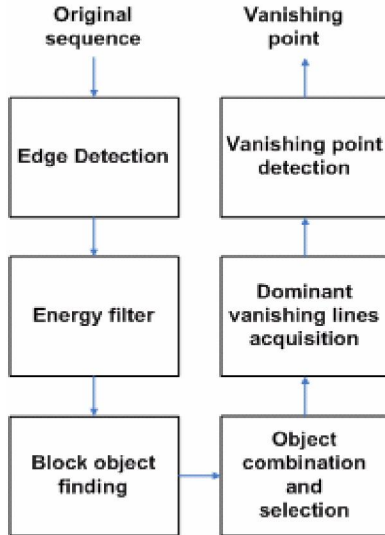 Original
sequence
Edge Detection
Energy filter
Block object
finding
Object
combination
and
selection
Dominant
vanishing lines
acquisition
Vanishing point
detection
Vanishing
point